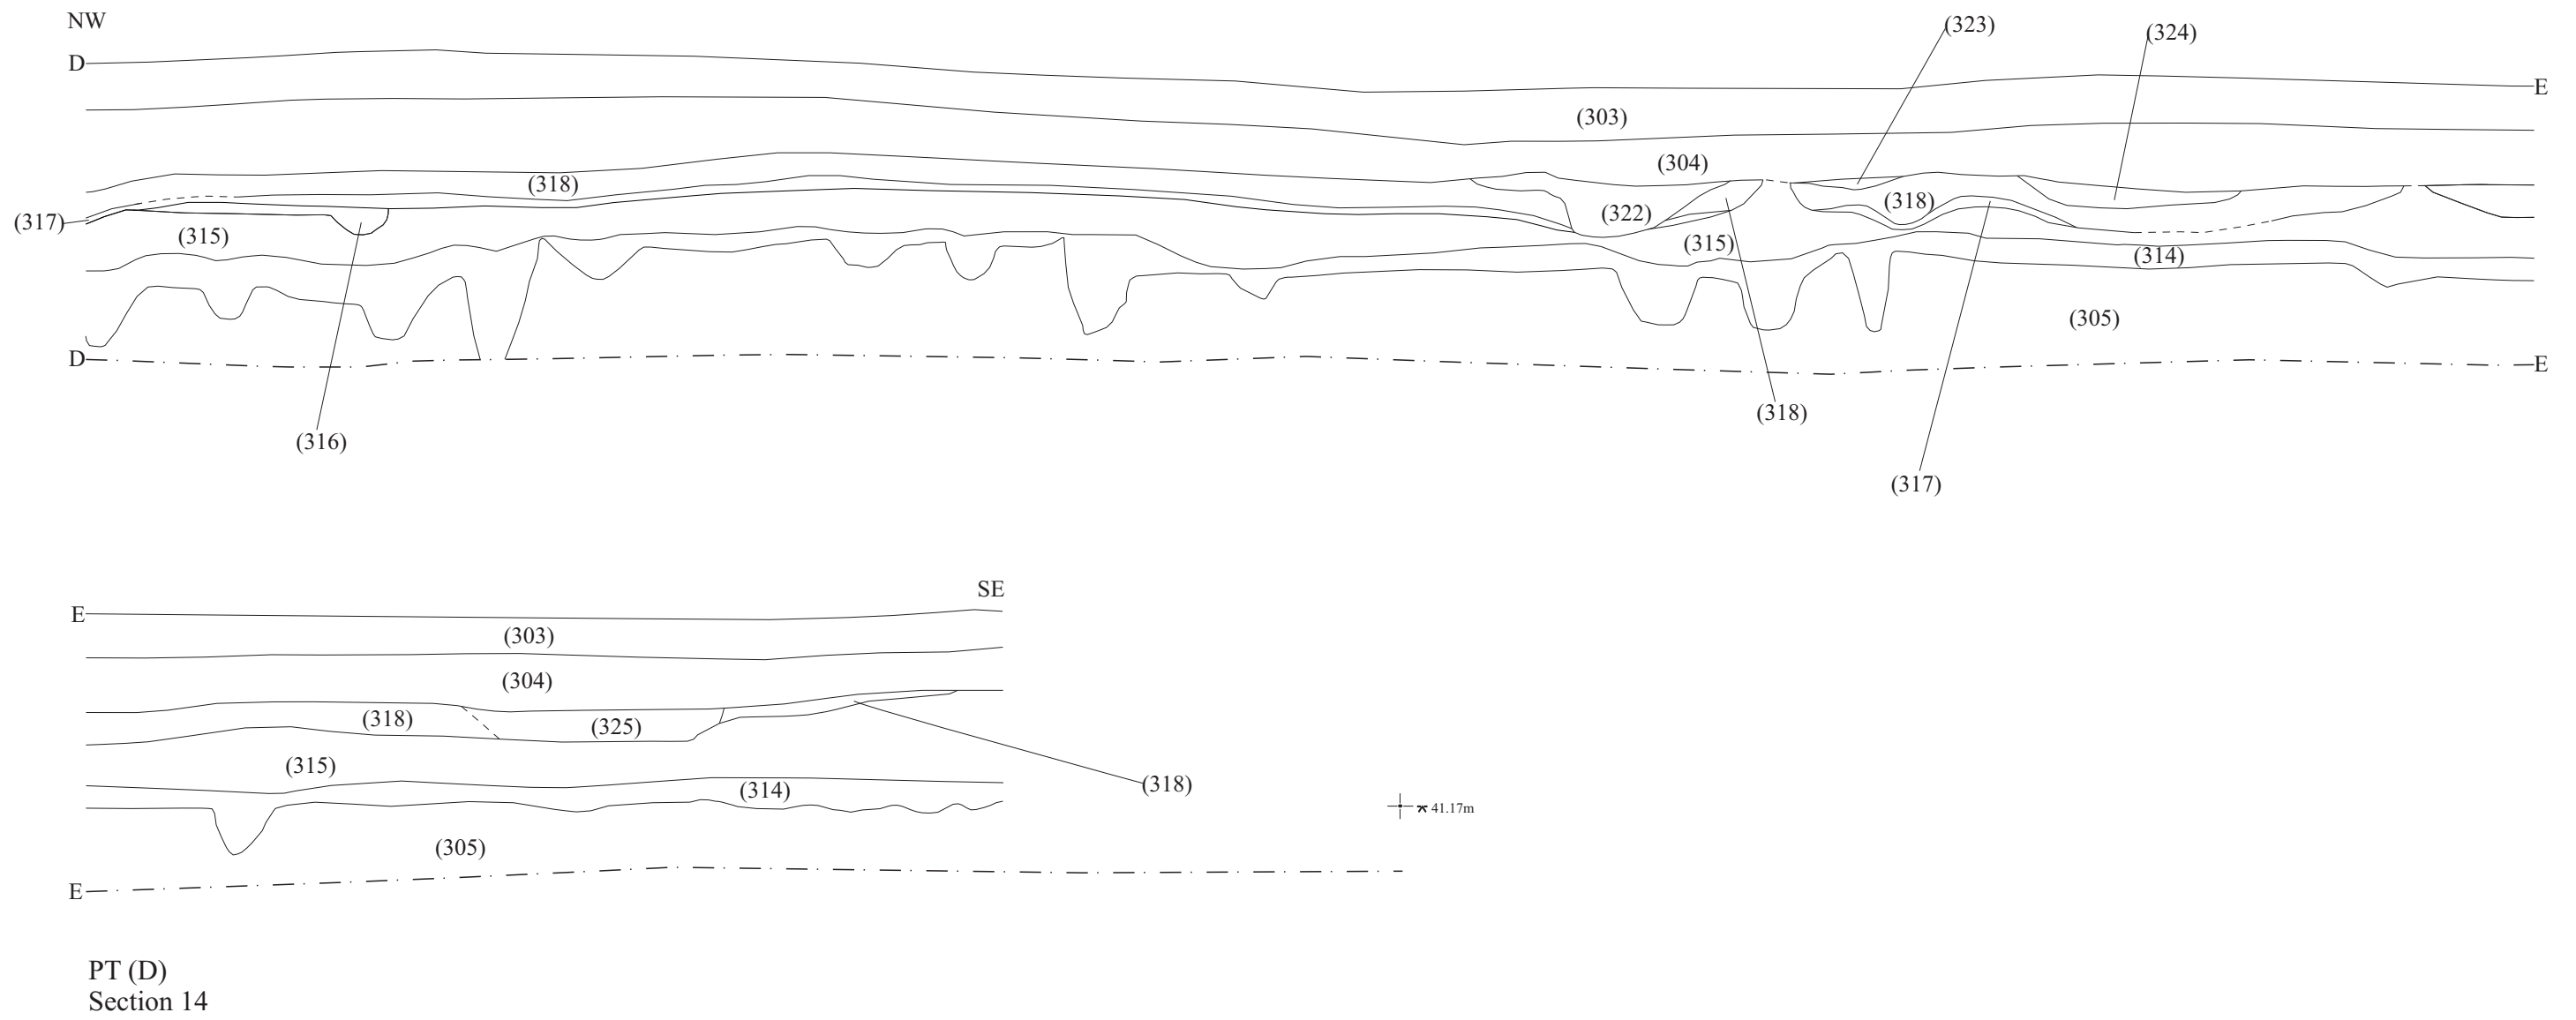 NW
(323)
(324)
D
E
(303)
(304)
(318)
(318)
(322)
(317)
(315)
(315)
(314)
(305)
D
E
(318)
(316)
(317)
SE
E
(303)
(304)
(318)
(325)
(315)
(318)
(314)
41.17m
(305)
E
PT (D)
Section 14